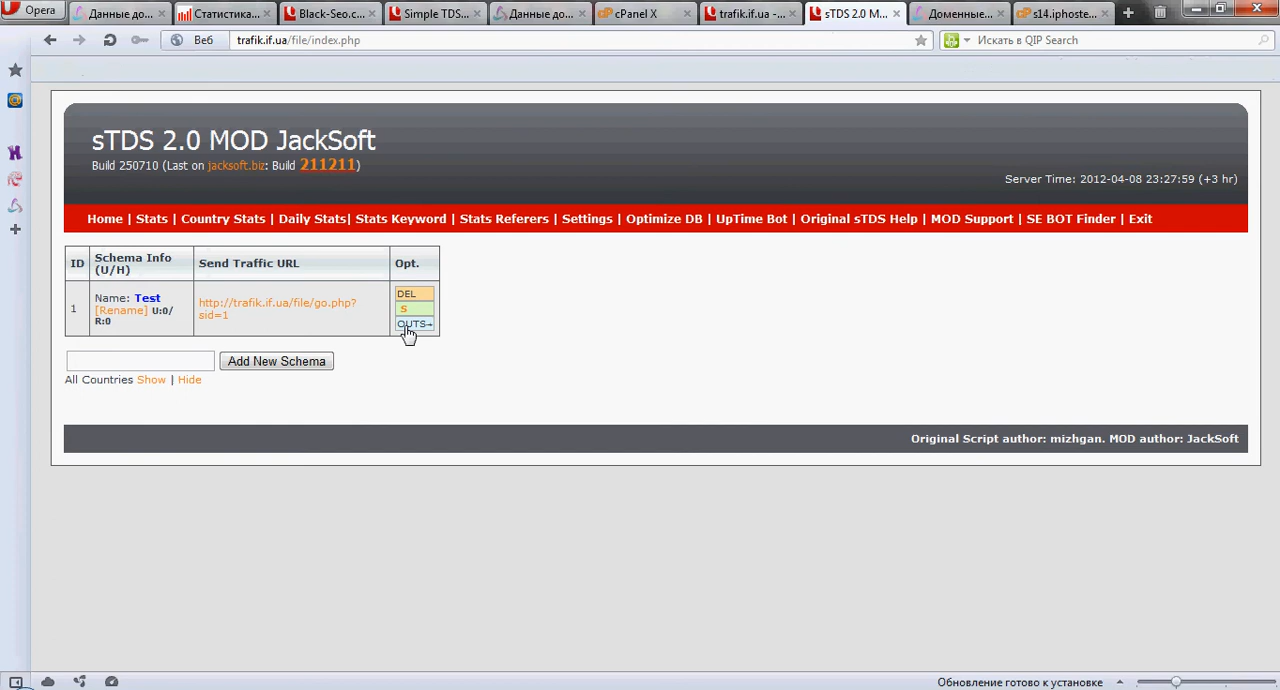 Opera
Данные до...
Статистика...
Black-Seo.c...
Simple TDS...
Данные до...
cPanel X
trafik.if.ua -...
sTDS 2.0 M...
Доменные...
s14.iphoste...
Веб
trafik.if.ua/file/index.php
Искать в QIP Search
sTDS 2.0 MOD JackSoft
Build 250710 (Last on jacksoft.biz: Build 211211)
Server Time: 2012-04-08 23:27:59 (+3 hr)
Home | Stats | Country Stats | Daily Stats| Stats Keyword | Stats Referers | Settings | Optimize DB | UpTime Bot | Original sTDS Help | MOD Support | SE BOT Finder | Exit
ID
Schema Info
(U/H)
Send Traffic URL
Opt.
1
Name: Test
[Rename] U:0/
R:0
http://trafik.if.ua/file/go.php?
sid=1
DEL
S
OUTS→
Add New Schema
All Countries Show | Hide
Original Script author: mizhgan. MOD author: JackSoft
Обновление готово к установке